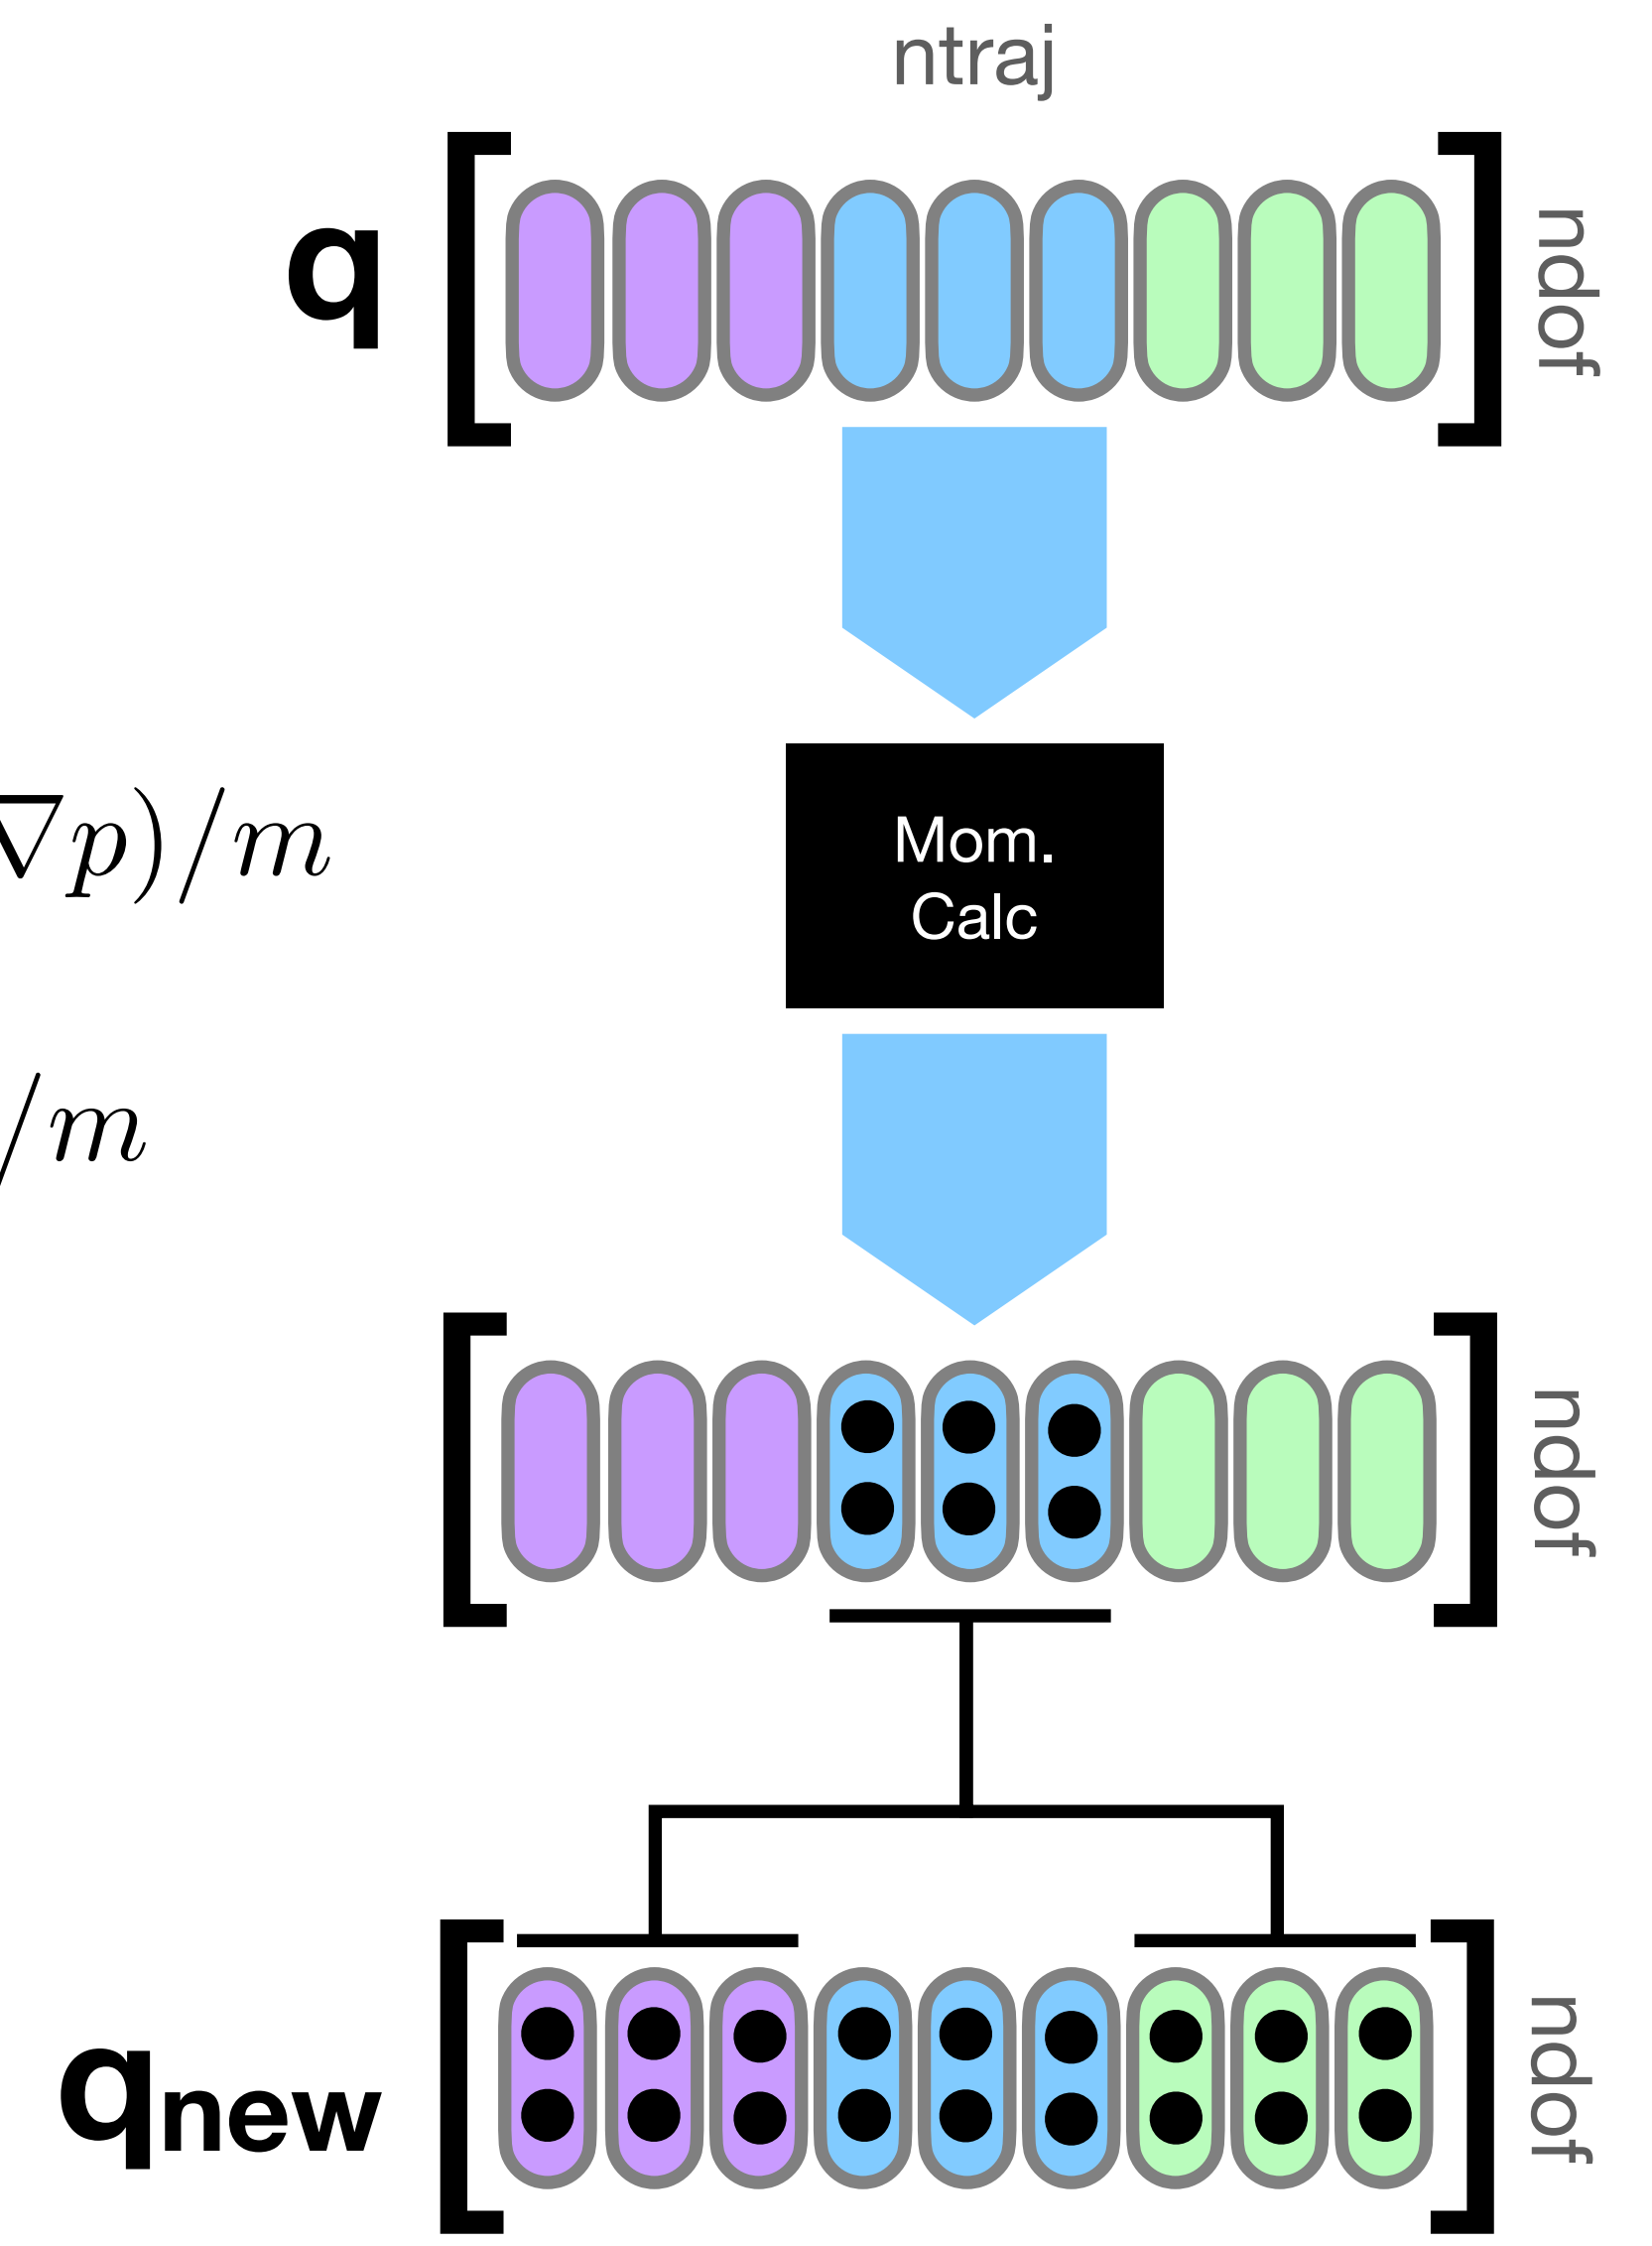 ntraj
q
ndof
∇p)/m
Mom.
Calc
/m
ndof
qnew
ndof